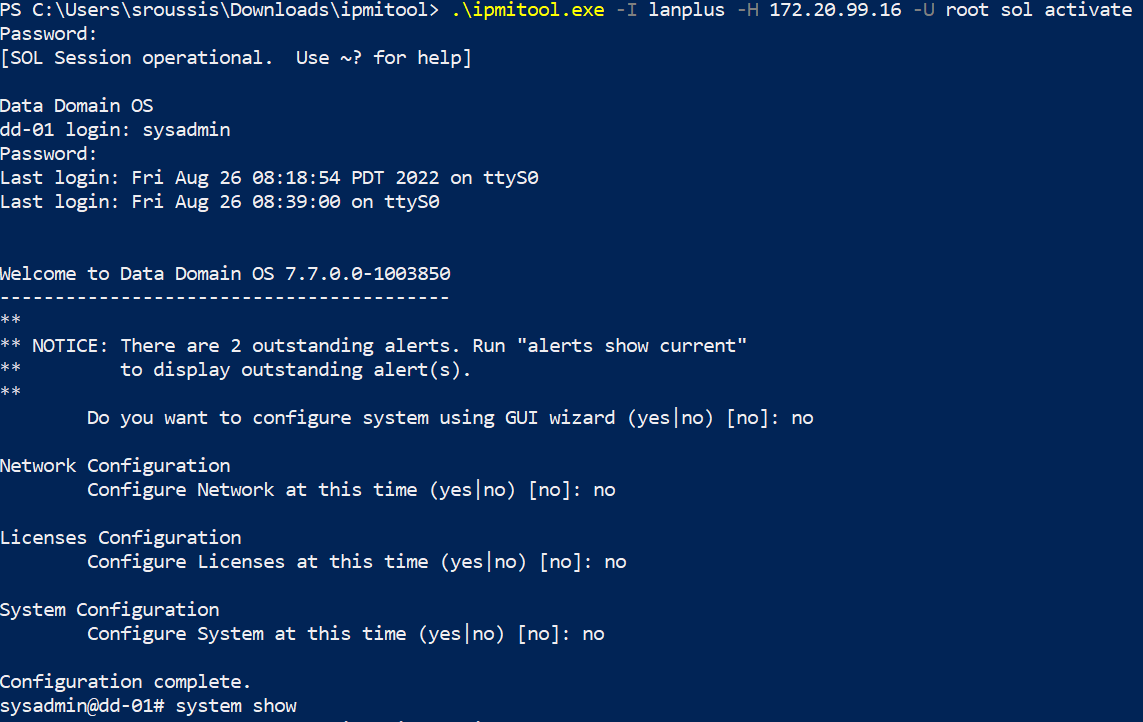 PS C:\Users\sroussis\Downloads\ipmitool> .\ipmitool.exe -I lanplus -H 172.20.99.16 -U root sol activate
Password:
[SOL Session operational.  Use ~? for help]
Data Domain OS
dd-01 login: sysadmin
Password:
Last login: Fri Aug 26 08:18:54 PDT 2022 on ttyS0
Last login: Fri Aug 26 08:39:00 on ttyS0
Welcome to Data Domain OS 7.7.0.0-1003850
-----------------------------------------
**
** NOTICE: There are 2 outstanding alerts. Run "alerts show current"
**         to display outstanding alert(s).
**
        Do you want to configure system using GUI wizard (yes|no) [no]: no
Network Configuration
        Configure Network at this time (yes|no) [no]: no
Licenses Configuration
        Configure Licenses at this time (yes|no) [no]: no
System Configuration
        Configure System at this time (yes|no) [no]: no
Configuration complete.
sysadmin@dd-01# system show